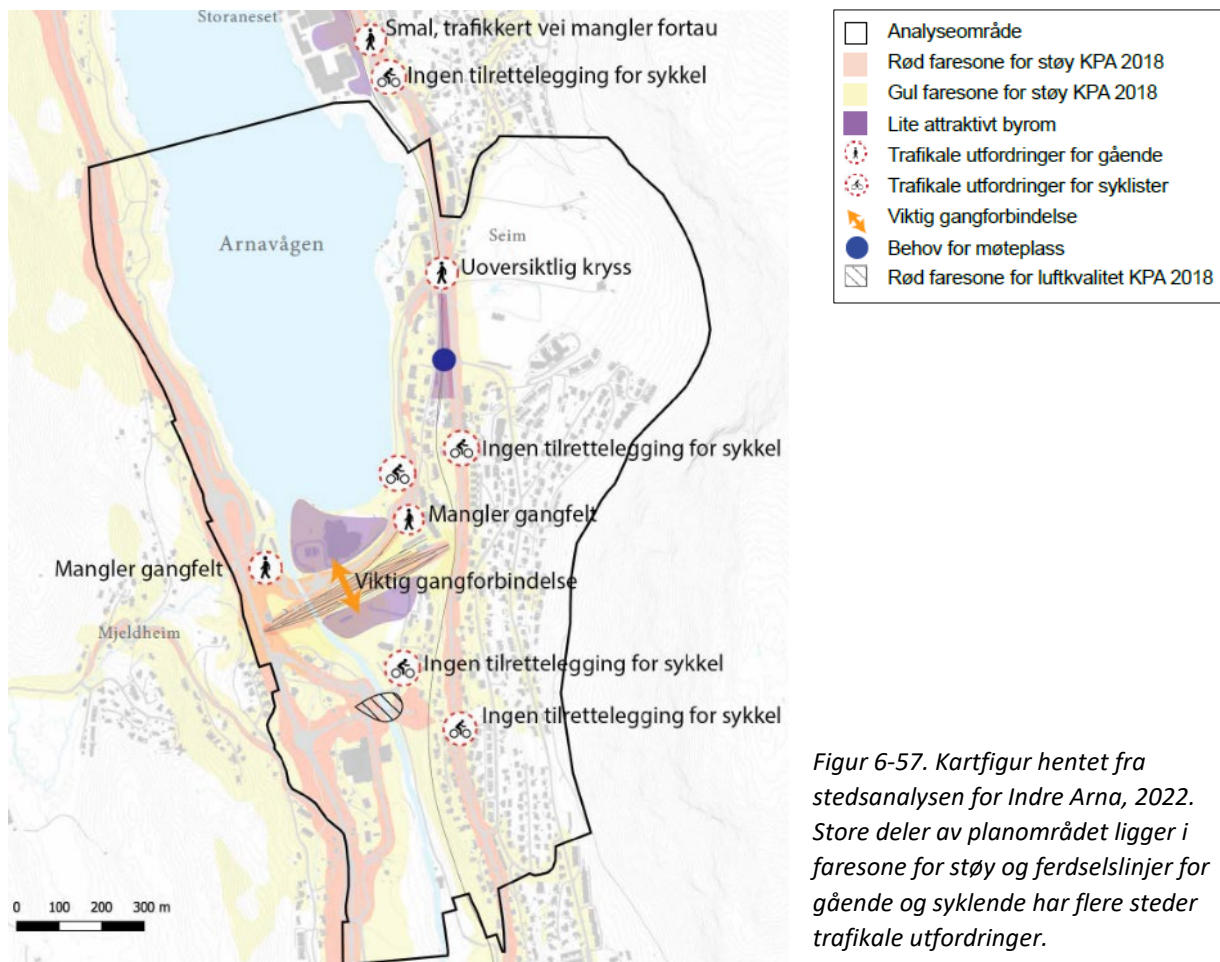 Storaneset
Smal, trafikkert vei mangler fortau
Ingen tilrettelegging for sykkel
Arnavågen
Seim
Uoversiktlig kryss
Ingen tilrettelegging for sykkel
Mangler gangfelt
Mangler gangfelt
Viktig gangforbindelse
Mjeldheim
Ingen tilrettelegging for sykkel
Ingen tilrettelegging for sykkel
0 100 200 300 m
Analyseområde
Rød faresone for støy KPA 2018
Gul faresone for støy KPA 2018
Lite attraktivt byrom
Trafikale utfordringer for gående
Trafikale utfordringer for syklister
Viktig gangforbindelse
Behov for møteplass
Rød faresone for luftkvalitet KPA 2018
Figur 6-57. Kartfigur hentet fra
stedsanalysen for Indre Arna, 2022.
Store deler av planområdet ligger i
faresone for støy og ferdselslinjer for
gående og syklende har flere steder
trafikale utfordringer.